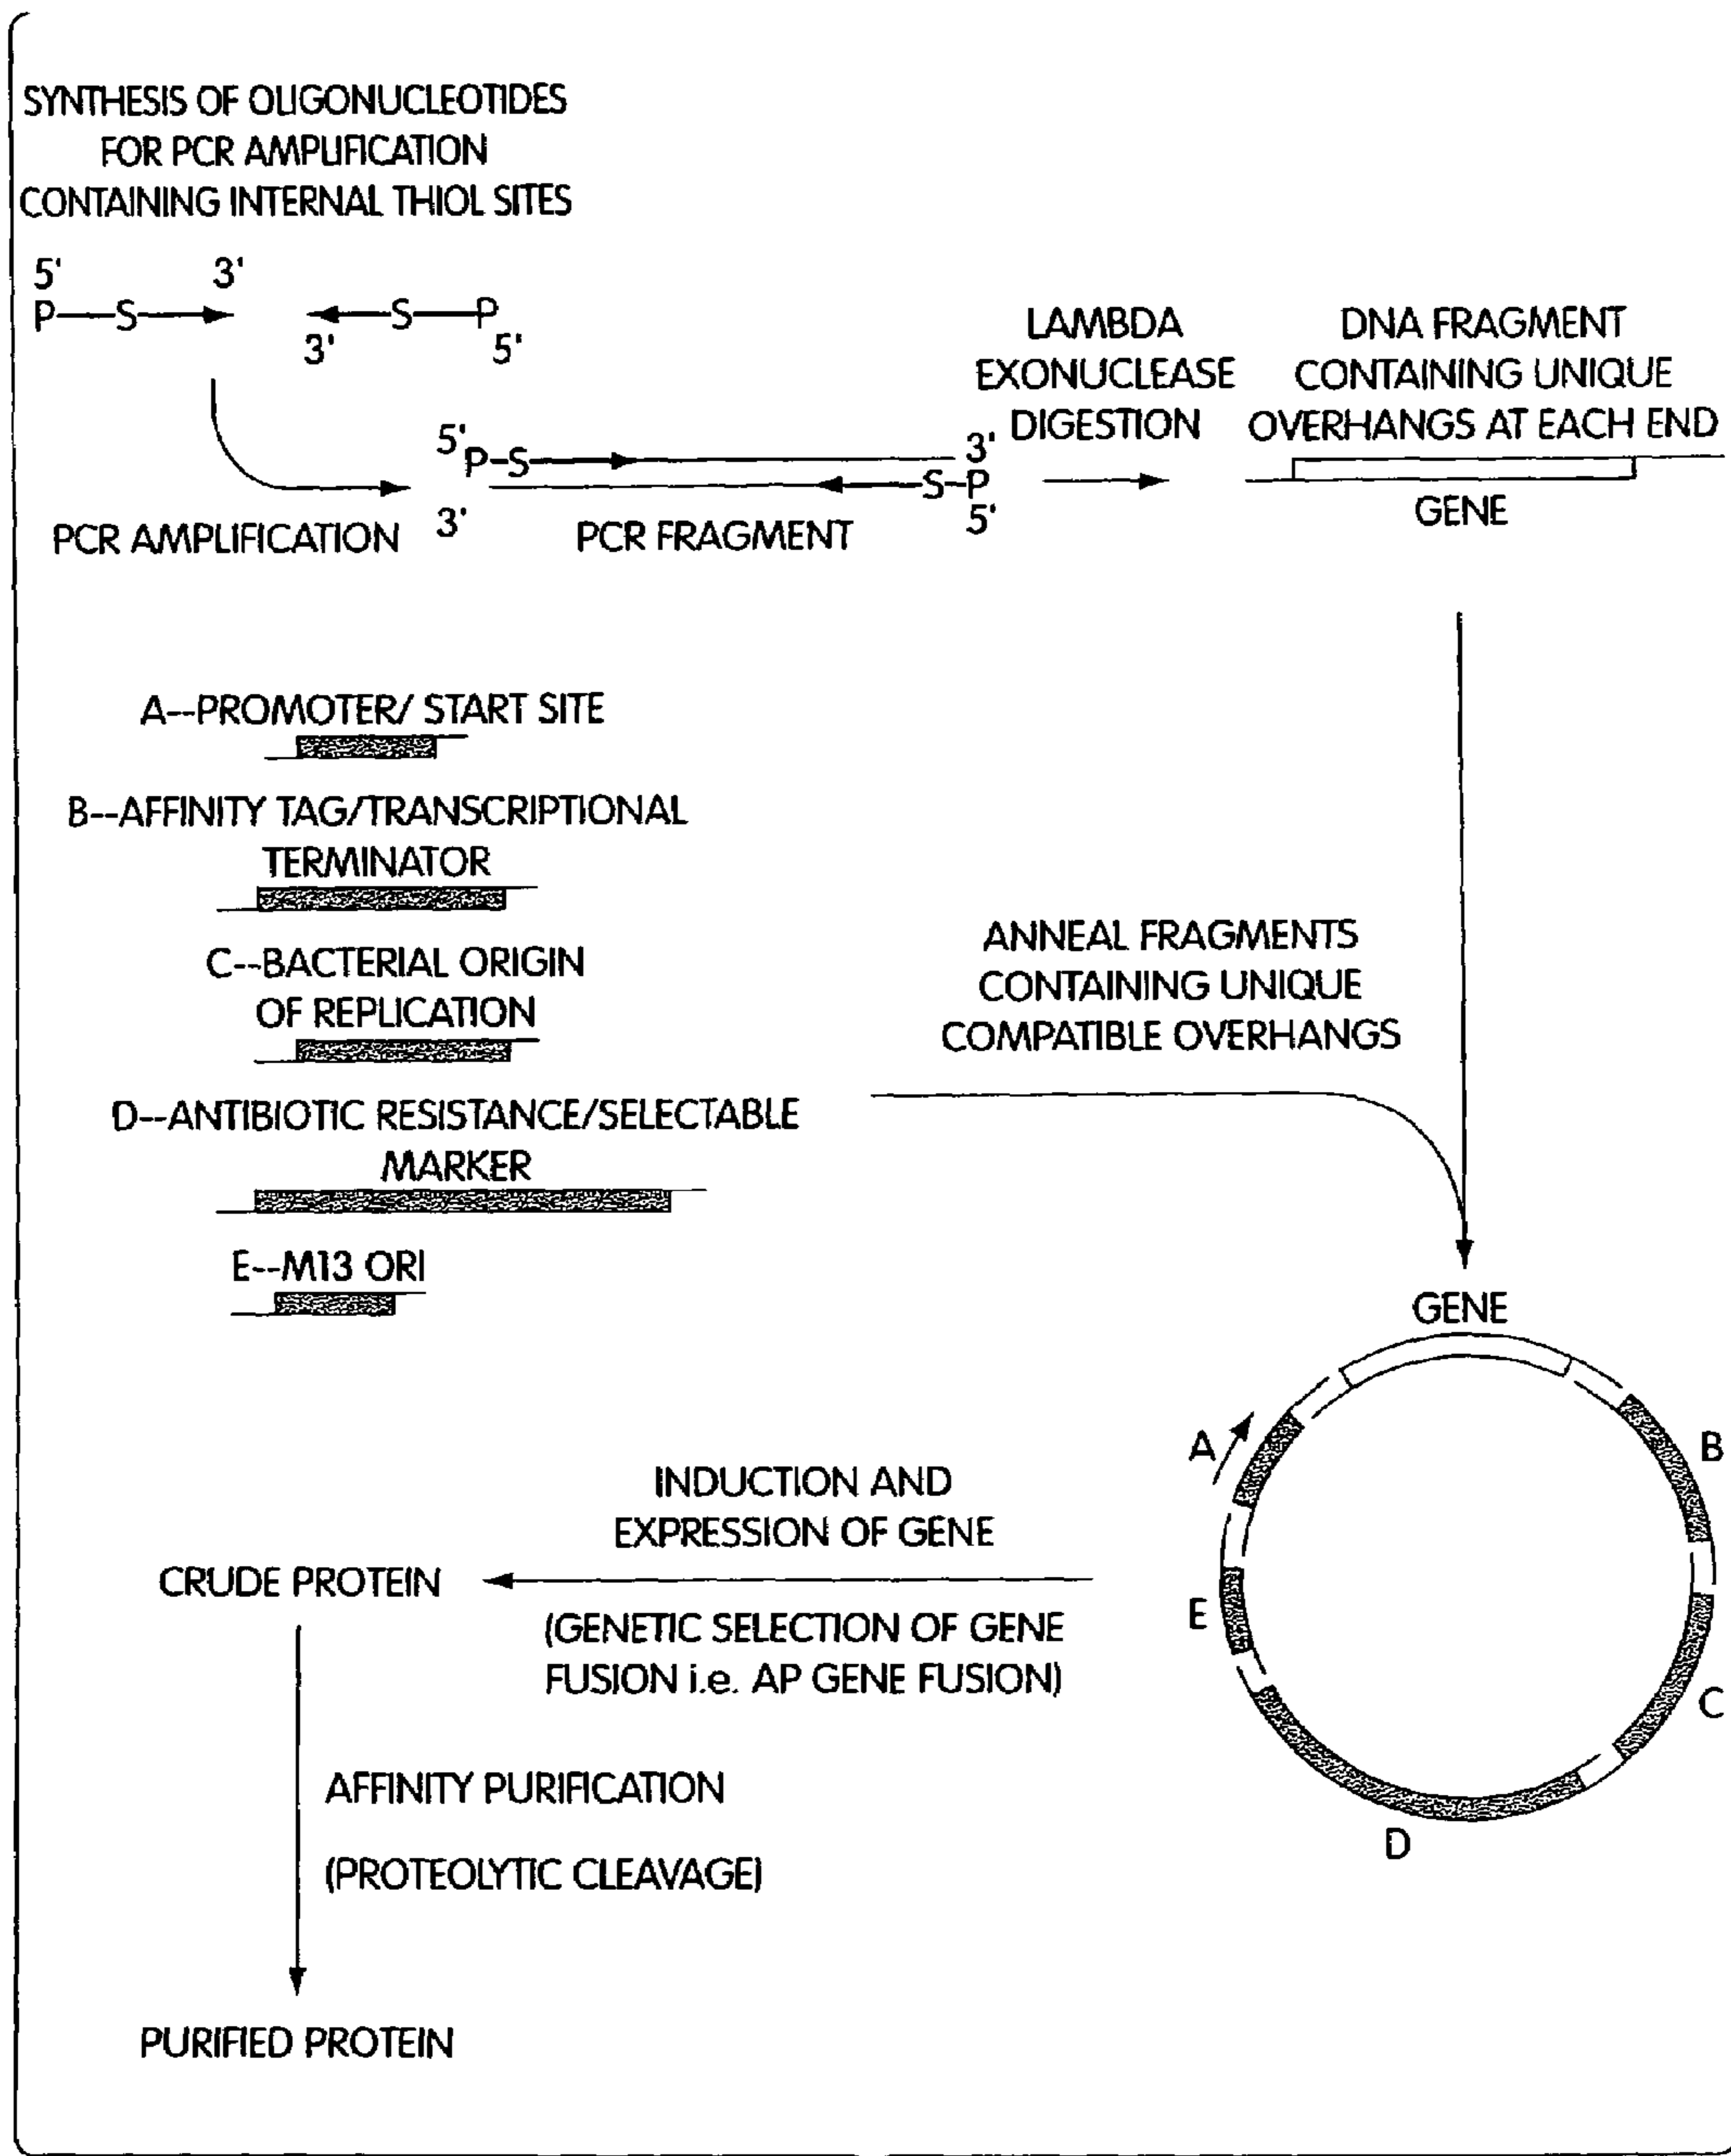 SYNTHESIS OF OLIGONUCLEOTIDES
FOR PCR AMPLIFICATION
CONTAINING INTERNAL THIOL SITES
5' 3'
P S S P
3' 5'
PCR AMPLIFICATION
5' P-S 3'
S-P
3' 5'
PCR FRAGMENT
LAMBDA
EXONUCLEASE
DIGESTION
DNA FRAGMENT
CONTAINING UNIQUE
OVERHANGS AT EACH END
GENE
A--PROMOTER/ START SITE
B--AFFINITY TAG/TRANSCRIPTIONAL
TERMINATOR
C--BACTERIAL ORIGIN
OF REPLICATION
D--ANTIBIOTIC RESISTANCE/SELECTABLE
MARKER
E--M13 ORI
ANNEAL FRAGMENTS
CONTAINING UNIQUE
COMPATIBLE OVERHANGS
GENE
A
B
E
C
D
INDUCTION AND
EXPRESSION OF GENE
(GENETIC SELECTION OF GENE
FUSION i.e. AP GENE FUSION)
CRUDE PROTEIN
AFFINITY PURIFICATION
(PROTEOLYTIC CLEAVAGE)
PURIFIED PROTEIN